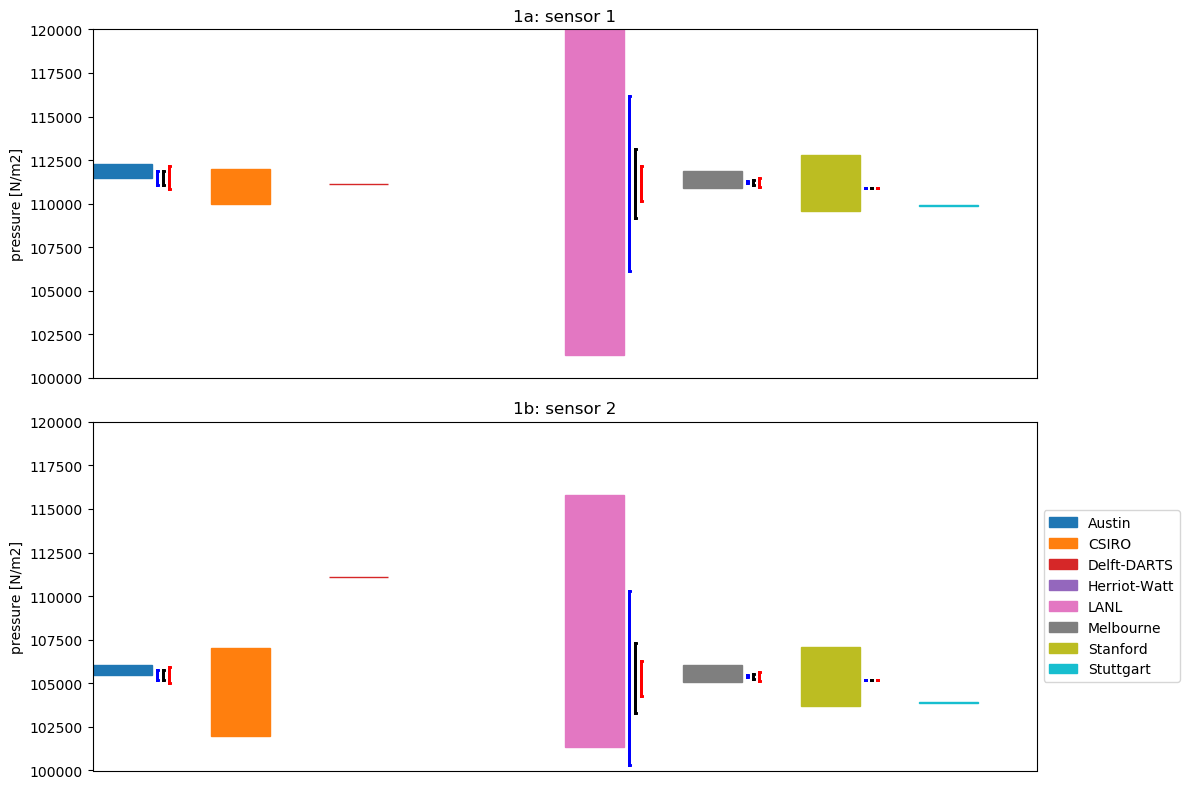 1a: sensor 1
120000
117500
115000
112500
110000
107500
105000
102500
100000
pressure [N/m2]
1b: sensor 2
120000
117500
115000
112500
110000
107500
105000
102500
100000
pressure [N/m2]
Austin
CSIRO
Delft-DARTS
Herriot-Watt
LANL
Melbourne
Stanford
Stuttgart